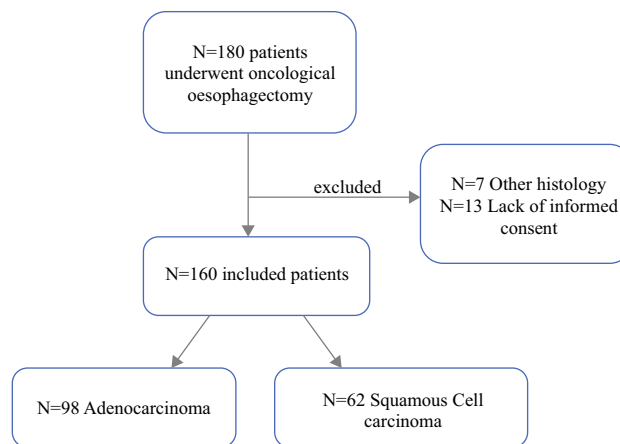 N=180 patients
underwent oncological
oesophagectomy
excluded
N=7 Other histology
N=13 Lack of informed
consent
N=160 included patients
N=98 Adenocarcinoma
N=62 Squamous Cell
carcinoma